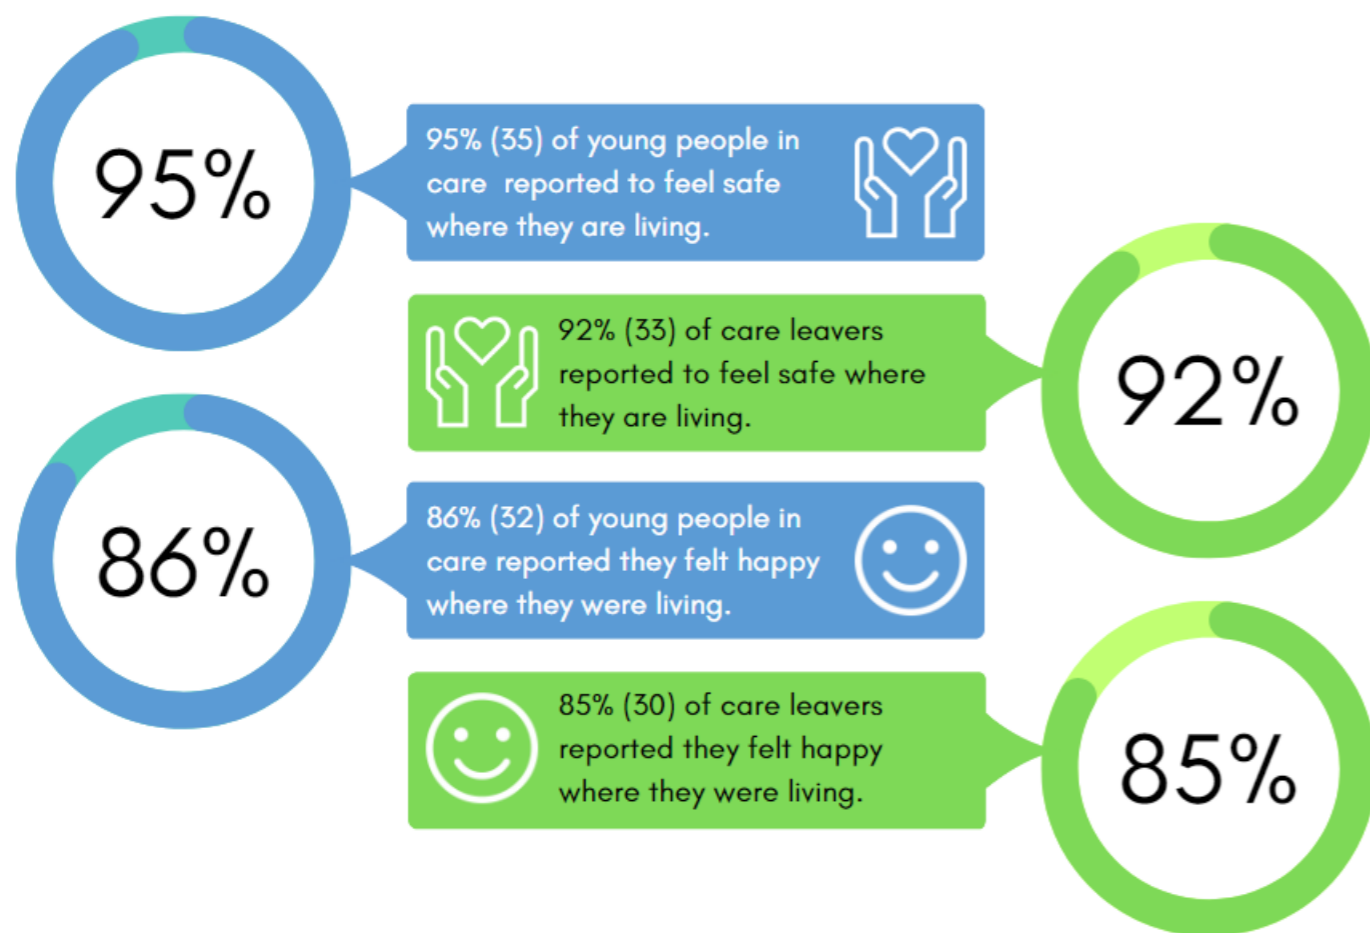 95%
95% (35) of young people in
care reported to feel safe
where they are living.
92% (33) of care leavers
reported to feel safe where
they are living.
92%
86%
86% (32) of young people in
care reported they felt happy
where they were living.
85% (30) of care leavers
reported they felt happy
where they were living.
85%